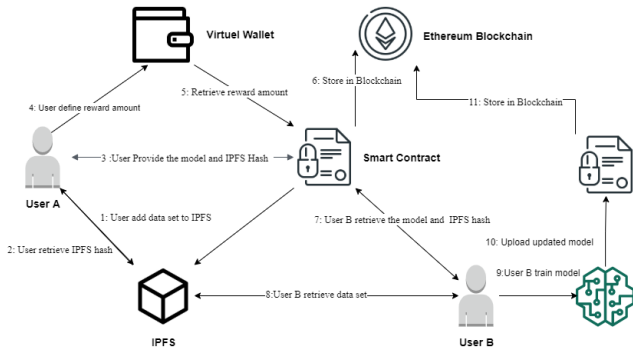 Virtuel Wallet
Ethereum Blockchain
6: Store in Blockchain
5: Retrieve reward amount
4: User define reward amount
11: Store in Blockchain
3 :User Provide the model and IPFS Hash
Smart Contract
User A
1: User add data set to IPFS
7: User B retrieve the model and IPFS hash
2: User retrieve IPFS hash
10: Upload updated model
9:User B train model
8:User B retrieve data set
IPFS
User B